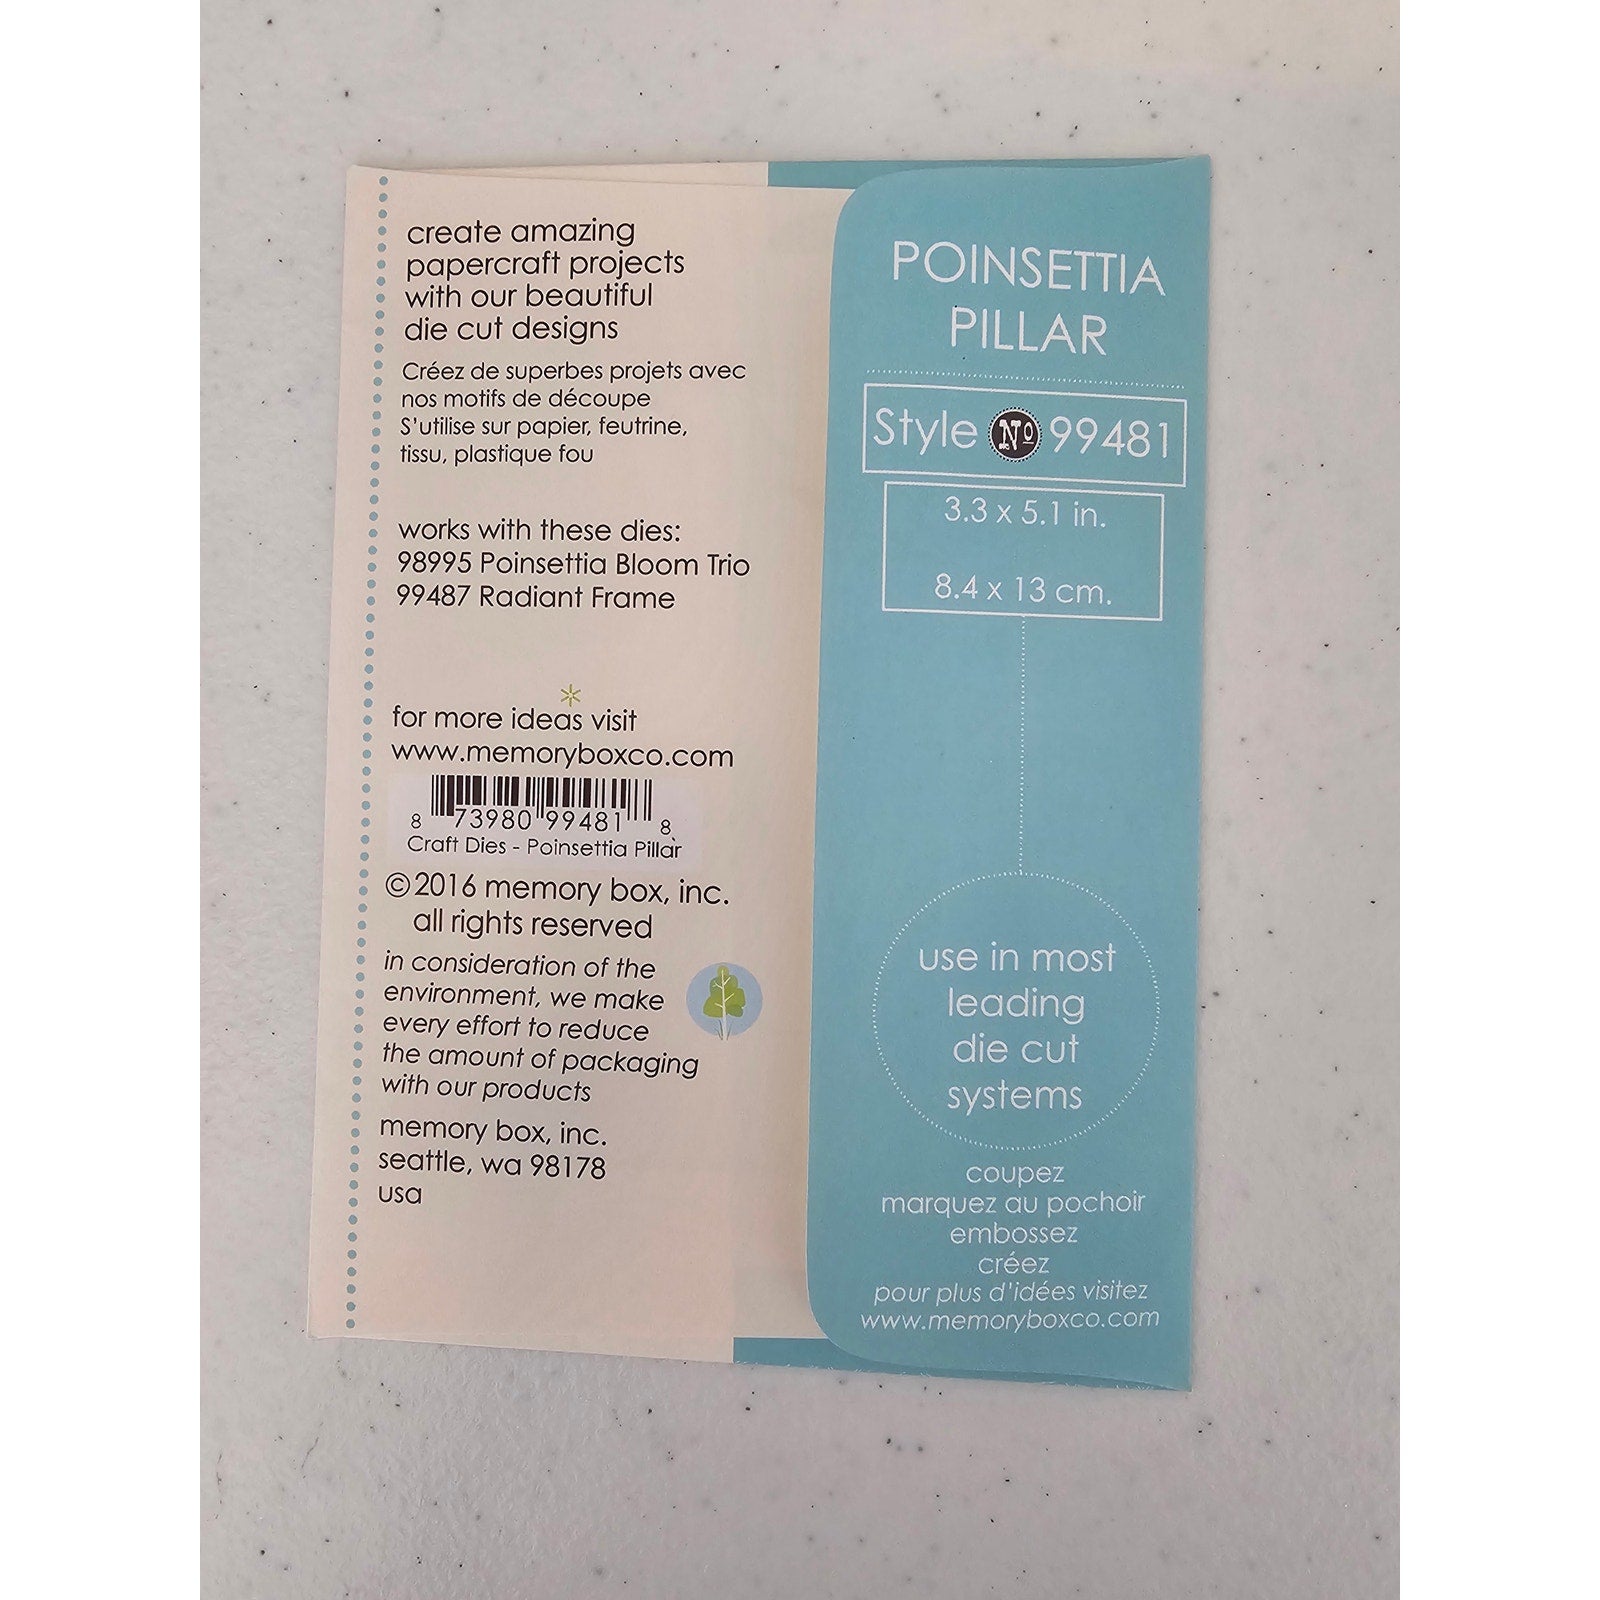 create amazing
papercraft projects
with our beautiful
die cut designs
Créez de superbes projets avec
nos motifs de découpe
S'utilise sur papier, feutrine,
tissu, plastique fou
works with these dies:
98995 Poinsettia Bloom Trio
99487 Radiant Frame
for more ideas visit
www.memoryboxco.com
8 73980 99481 8
Craft Dies - Poinsettia Pillar
©2016 memory box, inc.
all rights reserved
in consideration of the
environment, we make
every effort to reduce
the amount of packaging
with our products
memory box, inc.
seattle, wa 98178
usa
POINSETTIA
PILLAR
Style No 99481
3.3 x 5.1 in.
8.4 x 13 cm.
use in most
leading
die cut
systems
coupez
marquez au pochoir
embossez
créez
pour plus d'idées visitez
www.memoryboxco.com